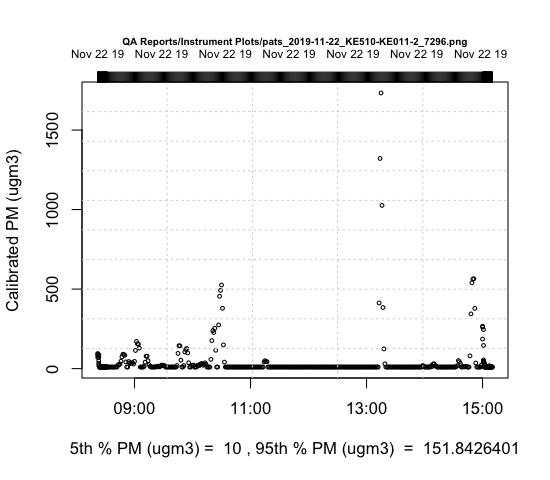 QA Reports/Instrument Plots/pats_2019-11-22_KE510-KE011-2_7296.png
Nov 22 19 Nov 22 19 Nov 22 19 Nov 22 19 Nov 22 19 Nov 22 19 Nov 22 19
Calibrated PM (ugm3)
1500
1000
500
0
09:00 11:00 13:00 15:00
5th % PM (ugm3) = 10 , 95th % PM (ugm3) = 151.8426401